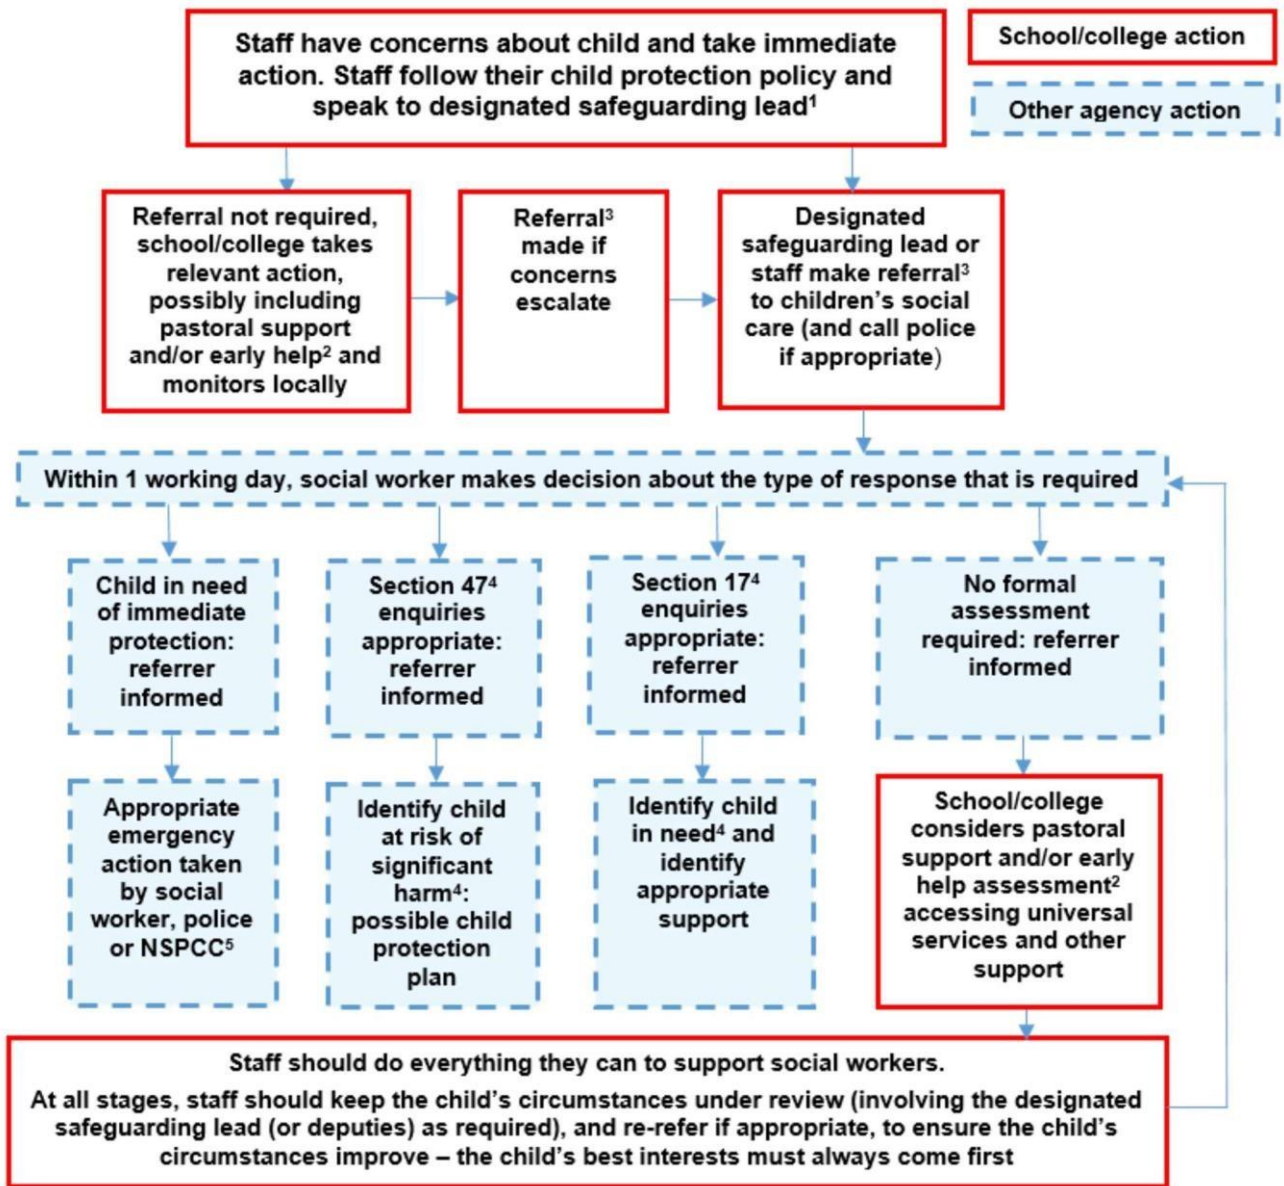 Staff have concerns about child and take immediate
action. Staff follow their child protection policy and
speak to designated safeguarding lead¹
School/college action
Other agency action
Referral not required,
school/college takes
relevant action,
possibly including
pastoral support
and/or early help² and
monitors locally
Referral³
made if
concerns
escalate
Designated
safeguarding lead or
staff make referral³
to children’s social
care (and call police
if appropriate)
Within 1 working day, social worker makes decision about the type of response that is required
Child in need
of immediate
protection:
referrer
informed
Section 47⁴
enquiries
appropriate:
referrer
informed
Section 17⁴
enquiries
appropriate:
referrer
informed
No formal
assessment
required: referrer
informed
Appropriate
emergency
action taken
by social
worker, police
or NSPCC⁵
Identify child
at risk of
significant
harm⁴:
possible child
protection
plan
Identify child
in need⁴ and
identify
appropriate
support
School/college
considers pastoral
support and/or early
help assessment²
accessing universal
services and other
support
Staff should do everything they can to support social workers.
At all stages, staff should keep the child’s circumstances under review (involving the designated
safeguarding lead (or deputies) as required), and re-refer if appropriate, to ensure the child’s
circumstances improve – the child’s best interests must always come first